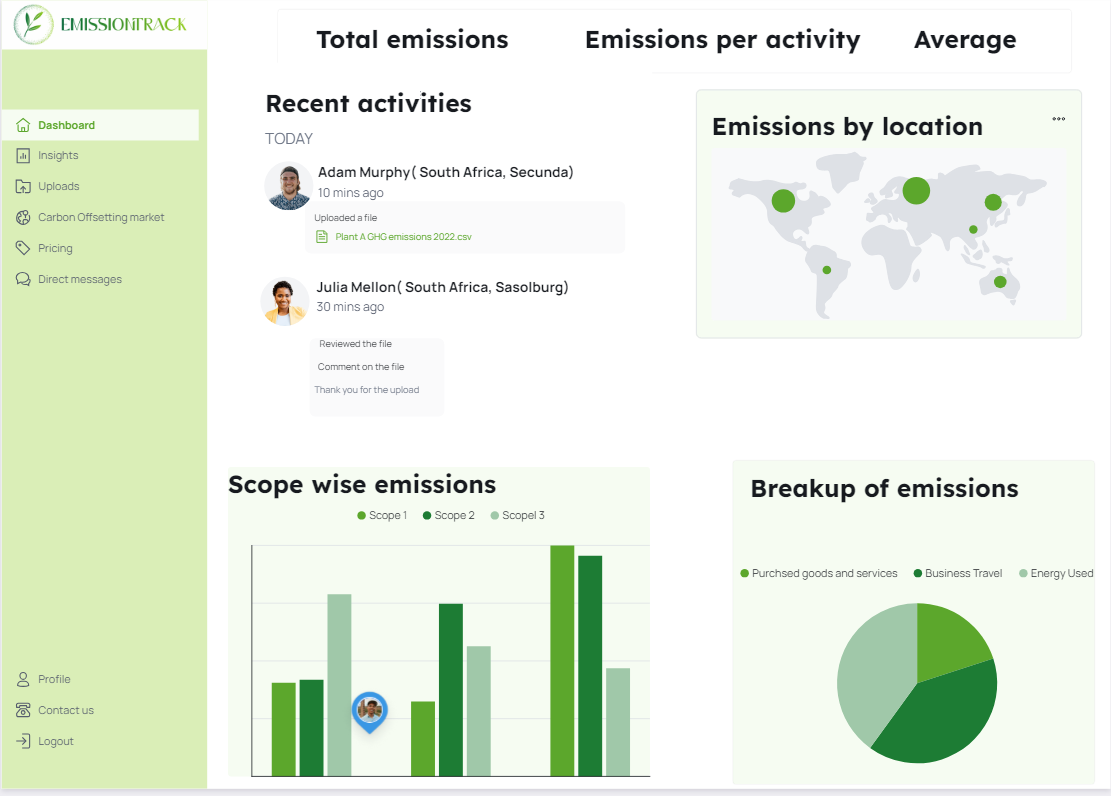 EMISSIONTRACK
Dashboard
Insights
Uploads
Carbon Offsetting market
Pricing
Direct messages
Profile
Contact us
Logout
Total emissions
Emissions per activity
Average
Recent activities
TODAY
Adam Murphy( South Africa, Secunda)
10 mins ago
Uploaded a file
Plant A GHG emissions 2022.csv
Julia Mellon( South Africa, Sasolburg)
30 mins ago
Reviewed the file
Comment on the file
Thank you for the upload
Emissions by location
Scope wise emissions
Scope 1
Scope 2
Scopel 3
Breakup of emissions
Purchsed goods and services
Business Travel
Energy Used